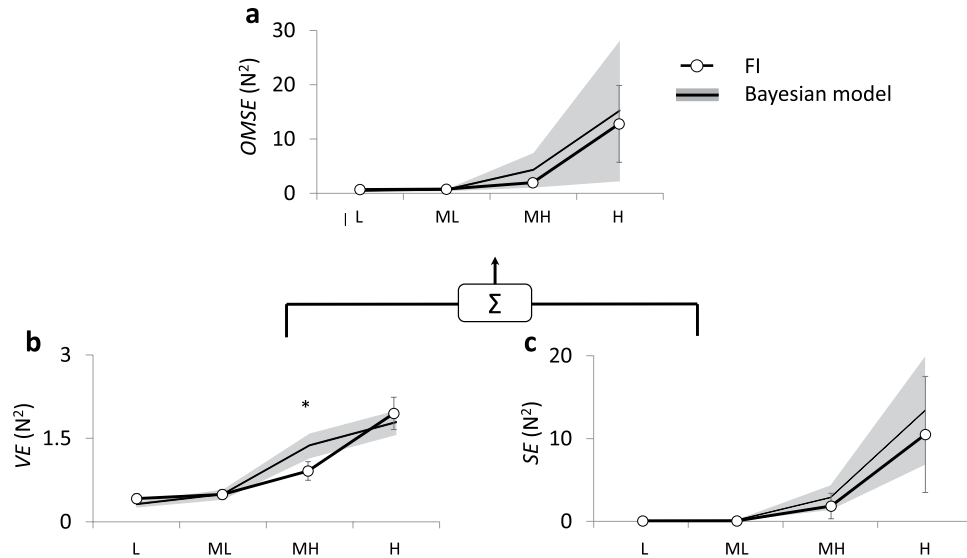 a
30
20
10
0
OMSE (N²)
L
ML
MH
H
FI
Bayesian model
Σ
b
3
1.5
0
VE (N²)
*
L
ML
MH
H
c
20
10
0
SE (N²)
L
ML
MH
H